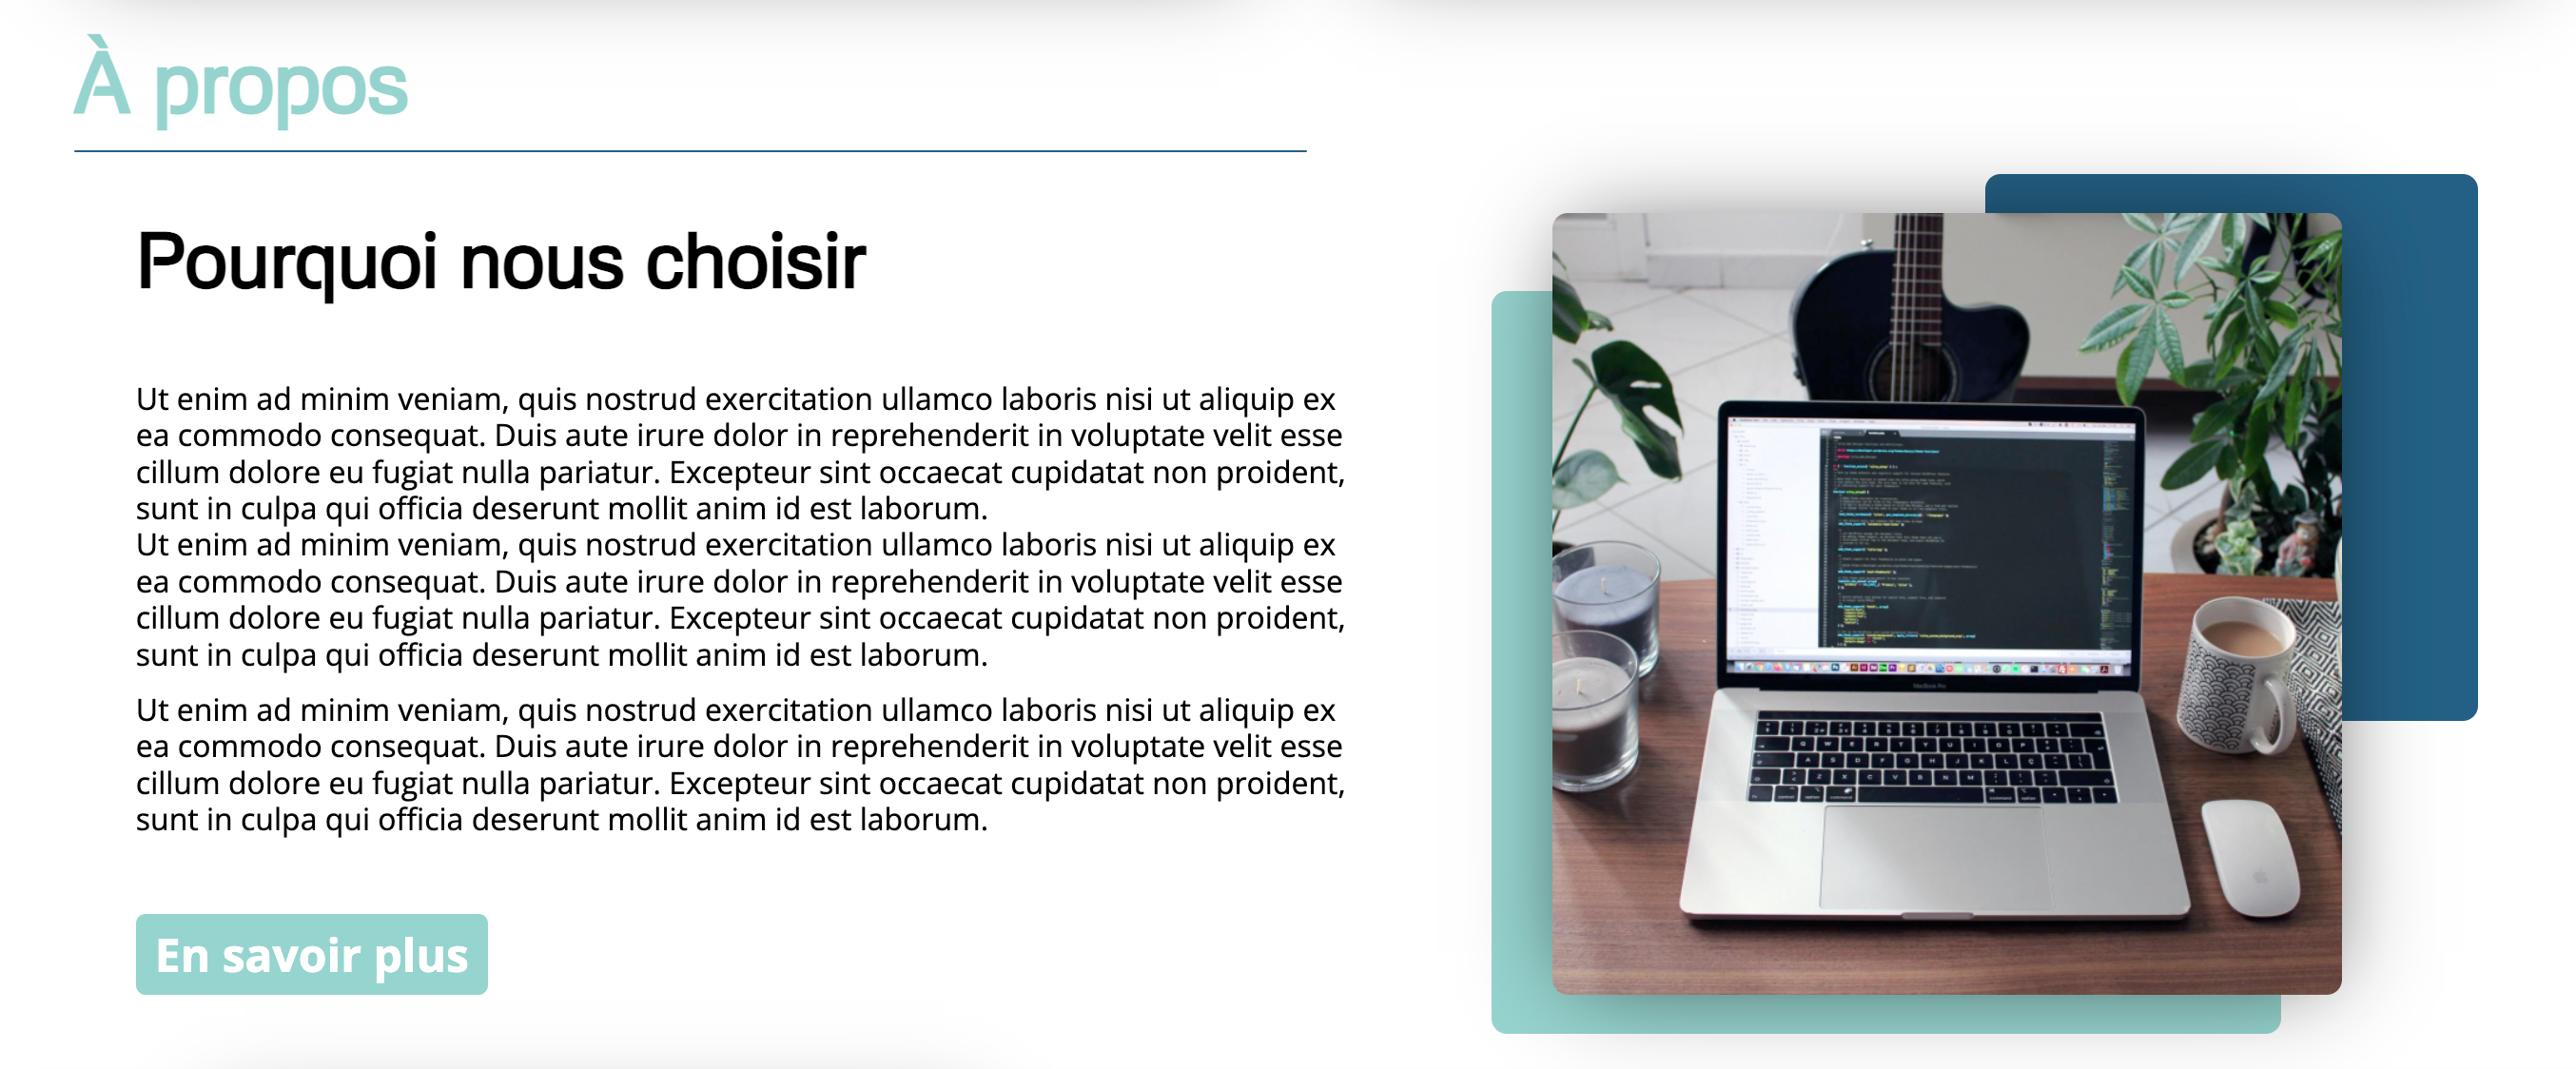 À propos
Pourquoi nous choisir
Ut enim ad minim veniam, quis nostrud exercitation ullamco laboris nisi ut aliquip ex
ea commodo consequat. Duis aute irure dolor in reprehenderit in voluptate velit esse
cillum dolore eu fugiat nulla pariatur. Excepteur sint occaecat cupidatat non proident,
sunt in culpa qui officia deserunt mollit anim id est laborum.
Ut enim ad minim veniam, quis nostrud exercitation ullamco laboris nisi ut aliquip ex
ea commodo consequat. Duis aute irure dolor in reprehenderit in voluptate velit esse
cillum dolore eu fugiat nulla pariatur. Excepteur sint occaecat cupidatat non proident,
sunt in culpa qui officia deserunt mollit anim id est laborum.
Ut enim ad minim veniam, quis nostrud exercitation ullamco laboris nisi ut aliquip ex
ea commodo consequat. Duis aute irure dolor in reprehenderit in voluptate velit esse
cillum dolore eu fugiat nulla pariatur. Excepteur sint occaecat cupidatat non proident,
sunt in culpa qui officia deserunt mollit anim id est laborum.
En savoir plus
MacBook Pro